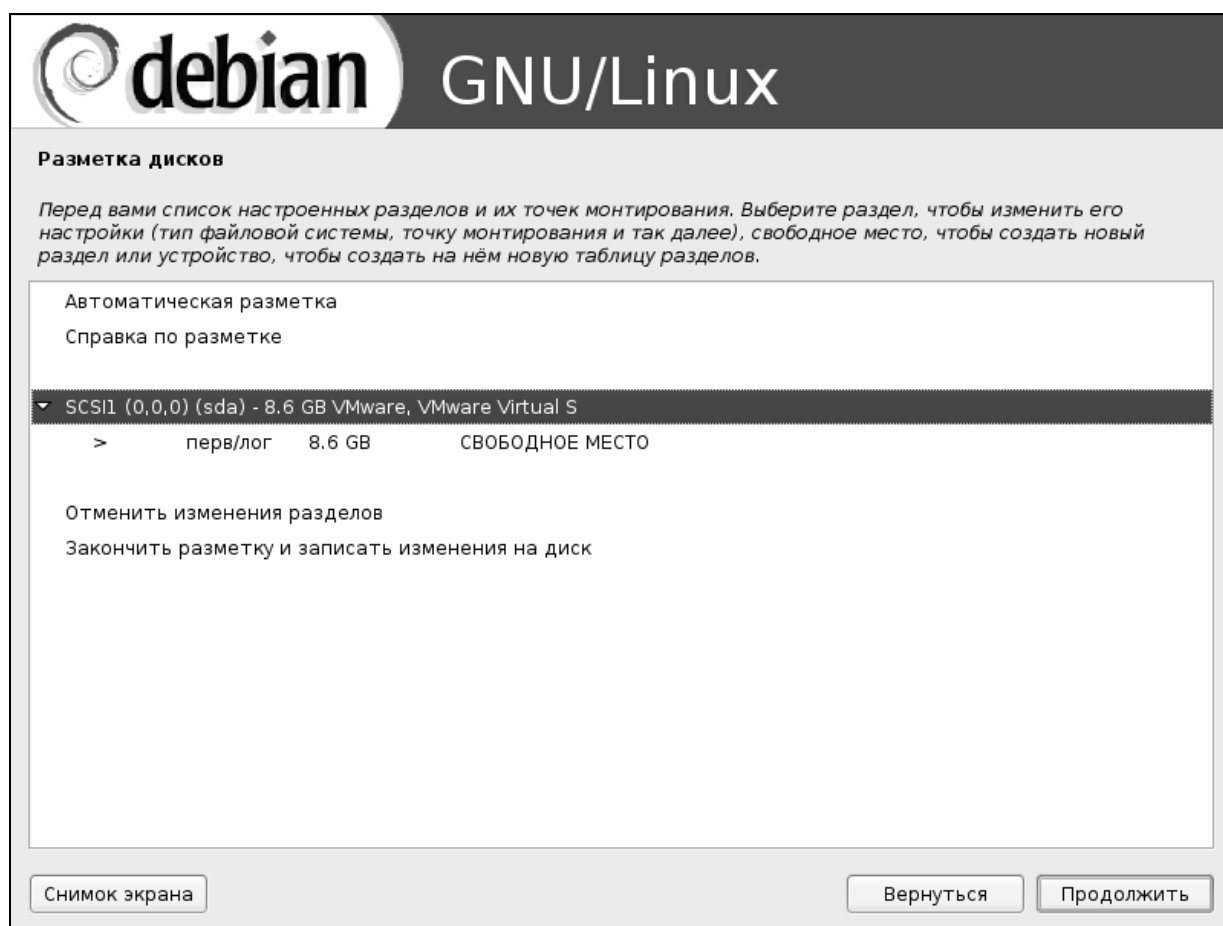 debian GNU/Linux
Разметка дисков
Перед вами список настроенных разделов и их точек монтирования. Выберите раздел, чтобы изменить его
настройки (тип файловой системы, точку монтирования и так далее), свободное место, чтобы создать новый
раздел или устройство, чтобы создать на нём новую таблицу разделов.
Автоматическая разметка
Справка по разметке
SCSI1 (0,0,0) (sda) - 8.6 GB VMware, VMware Virtual S
> перв/лог 8.6 GB СВОБОДНОЕ МЕСТО
Отменить изменения разделов
Закончить разметку и записать изменения на диск
Снимок экрана Вернуться Продолжить